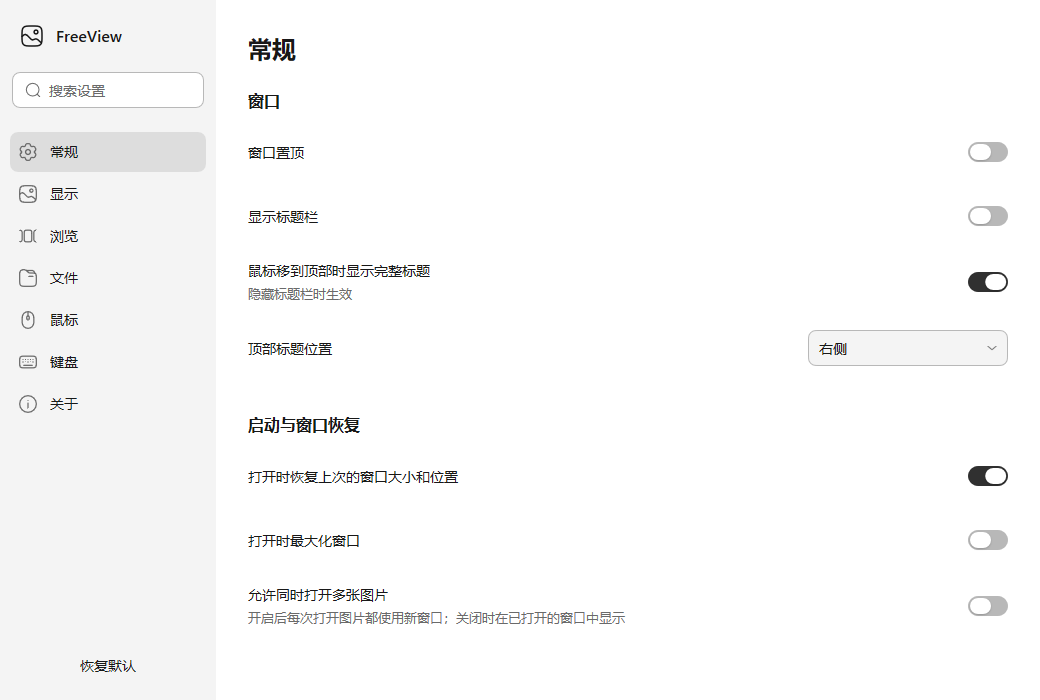 FreeView
搜索设置
常规
显示
浏览
文件
鼠标
键盘
关于
恢复默认
常规
窗口
窗口置顶
显示标题栏
鼠标移到顶部时显示完整标题
隐藏标题栏时生效
顶部标题位置
右侧
启动与窗口恢复
打开时恢复上次的窗口大小和位置
打开时最大化窗口
允许同时打开多张图片
开启后每次打开图片都使用新窗口；关闭时在已打开的窗口中显示